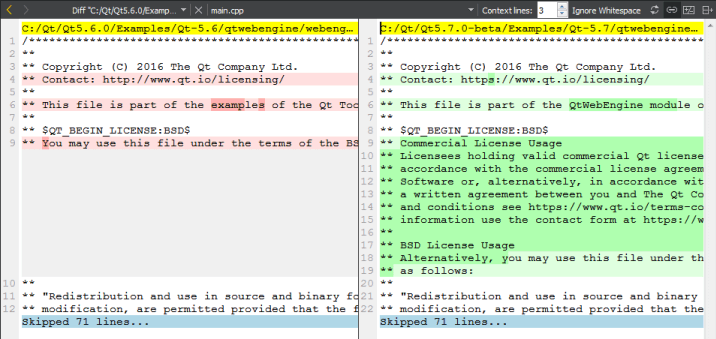 Diff "C:/Qt/Qt5.6.0/Examp... main.cpp Context lines: 3 Ignore Whitespace
C:/Qt/Qt5.6.0/Examples/Qt-5.6/qtwebengine/webeng...
1 /***************************************************
2 **
3 ** Copyright (C) 2016 The Qt Company Ltd.
4 ** Contact: http://www.qt.io/licensing/
5 **
6 ** This file is part of the examples of the Qt Too
7 **
8 ** $QT_BEGIN_LICENSE:BSD$
9 ** You may use this file under the terms of the BS
10 **
11 ** "Redistribution and use in source and binary fo
12 ** modification, are permitted provided that the f
Skipped 71 lines...
C:/Qt/Qt5.7.0-beta/Examples/Qt-5.7/qtwebengine...
1 /***************************************************
2 **
3 ** Copyright (C) 2016 The Qt Company Ltd.
4 ** Contact: https://www.qt.io/licensing/
5 **
6 ** This file is part of the QtWebEngine module o
7 **
8 ** $QT_BEGIN_LICENSE:BSD$
9 ** Commercial License Usage
10 ** Licensees holding valid commercial Qt license
11 ** accordance with the commercial license agreem
12 ** Software or, alternatively, in accordance wit
13 ** a written agreement between you and The Qt Co
14 ** and conditions see https://www.qt.io/terms-co
15 ** information use the contact form at https://w
16 **
17 ** BSD License Usage
18 ** Alternatively, you may use this file under th
19 ** as follows:
20 **
21 ** "Redistribution and use in source and binary
22 ** modification, are permitted provided that the
Skipped 71 lines...